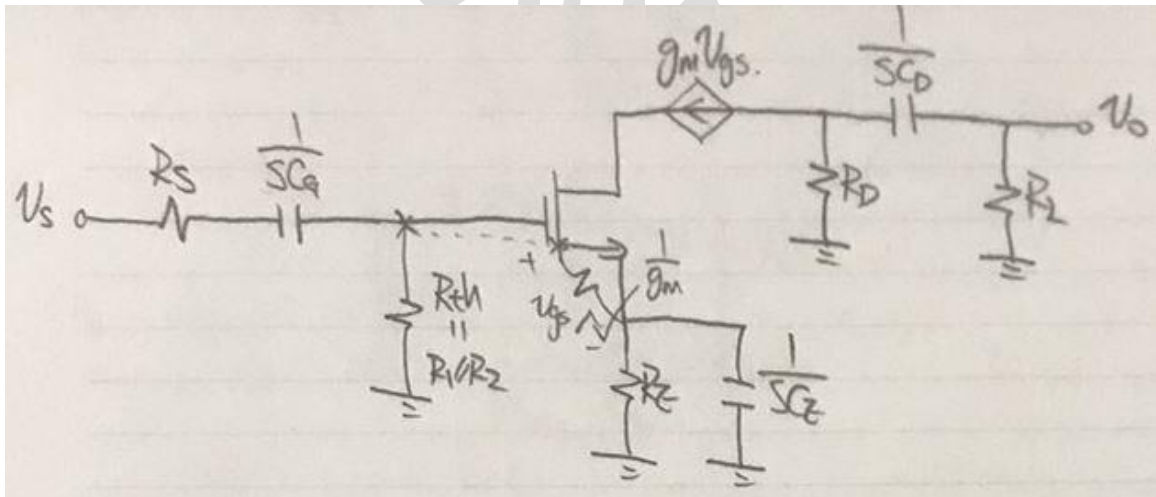 gmVgs.
1
SCD
Vo
RS
1
SCG
VS
RD
RL
+
1
gm
Vgs
-
Rth
=
R1//R2
RE
1
SCE